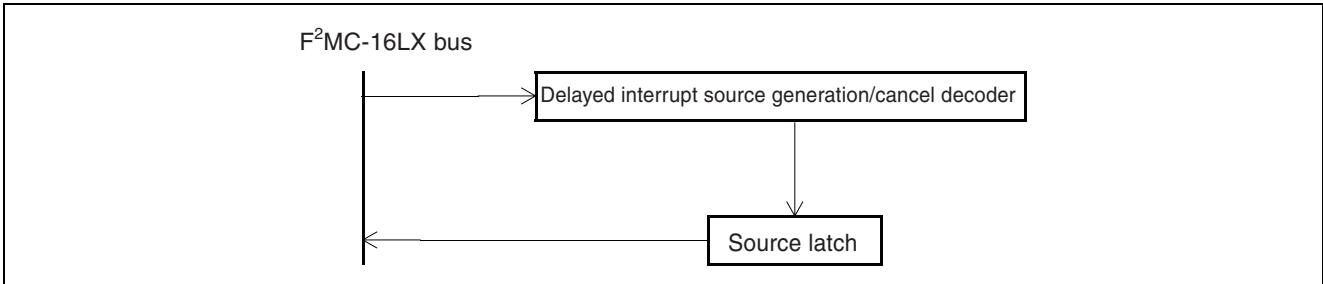 F²MC-16LX bus
Delayed interrupt source generation/cancel decoder
Source latch